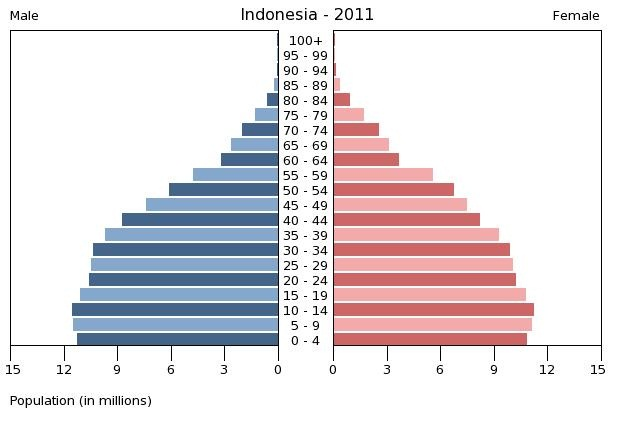 Male Indonesia - 2011 Female
100+
95 - 99
90 - 94
85 - 89
80 - 84
75 - 79
70 - 74
65 - 69
60 - 64
55 - 59
50 - 54
45 - 49
40 - 44
35 - 39
30 - 34
25 - 29
20 - 24
15 - 19
10 - 14
5 - 9
0 - 4
15 12 9 6 3 0 0 3 6 9 12 15
Population (in millions)